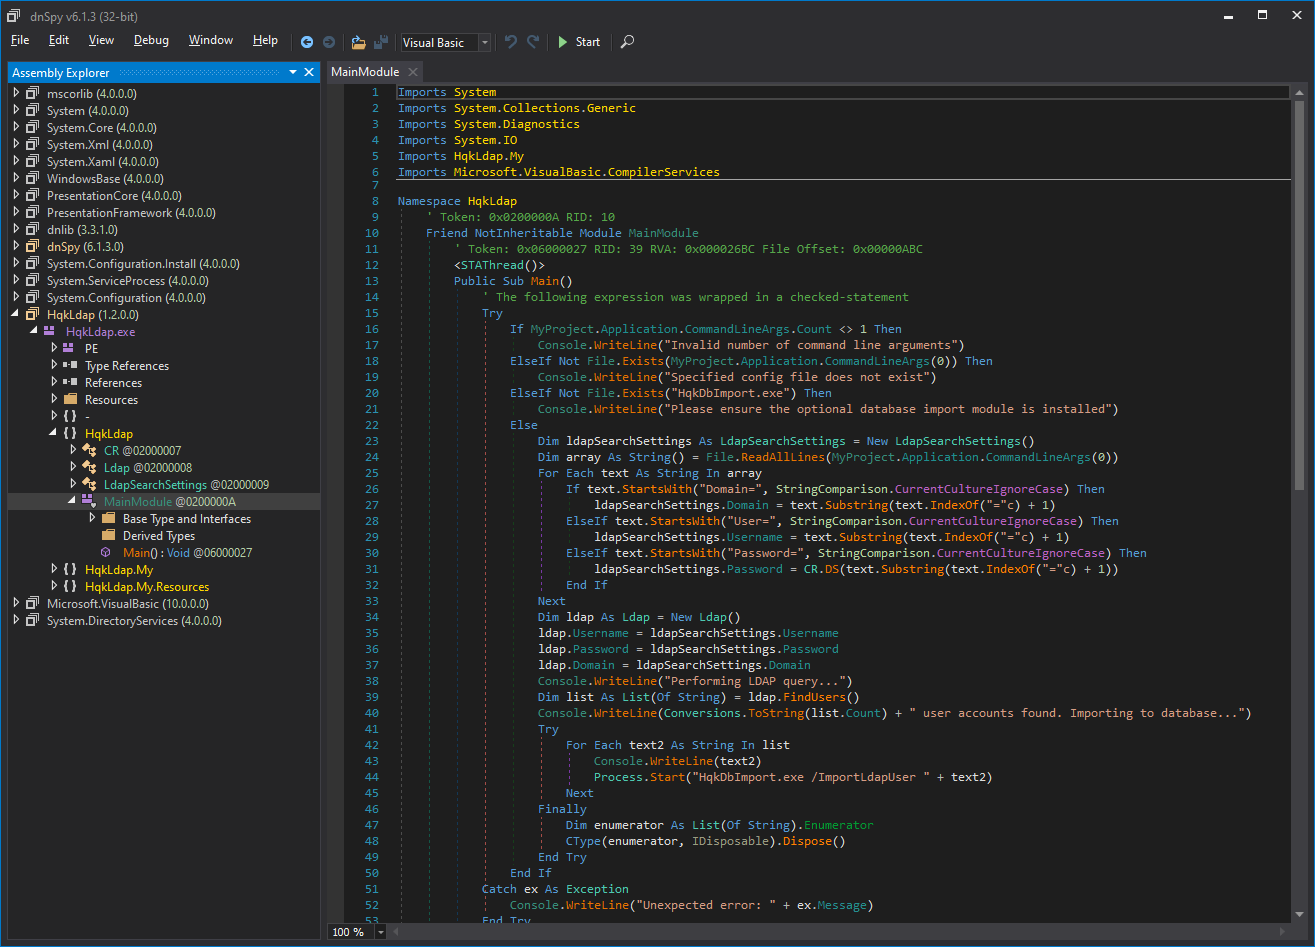 dnSpy v6.1.3 (32-bit)
File Edit View Debug Window Help Visual Basic Start
Assembly Explorer
mscorlib (4.0.0.0)
System (4.0.0.0)
System.Core (4.0.0.0)
System.Xml (4.0.0.0)
System.Xaml (4.0.0.0)
WindowsBase (4.0.0.0)
PresentationCore (4.0.0.0)
PresentationFramework (4.0.0.0)
dnlib (3.3.1.0)
dnSpy (6.1.3.0)
System.Configuration.Install (4.0.0.0)
System.ServiceProcess (4.0.0.0)
System.Configuration (4.0.0.0)
HqkLdap (1.2.0.0)
HqkLdap.exe
PE
Type References
References
Resources
{ } -
{ } HqkLdap
CR @02000007
Ldap @02000008
LdapSearchSettings @02000009
MainModule @0200000A
Base Type and Interfaces
Derived Types
Main() : Void @06000027
{ } HqkLdap.My
{ } HqkLdap.My.Resources
Microsoft.VisualBasic (10.0.0.0)
System.DirectoryServices (4.0.0.0)
MainModule
1 Imports System
2 Imports System.Collections.Generic
3 Imports System.Diagnostics
4 Imports System.IO
5 Imports HqkLdap.My
6 Imports Microsoft.VisualBasic.CompilerServices
7
8 Namespace HqkLdap
9 ' Token: 0x0200000A RID: 10
10 Friend NotInheritable Module MainModule
11 ' Token: 0x06000027 RID: 39 RVA: 0x000026BC File Offset: 0x00000ABC
12 <STAThread()>
13 Public Sub Main()
14 ' The following expression was wrapped in a checked-statement
15 Try
16 If MyProject.Application.CommandLineArgs.Count <> 1 Then
17 Console.WriteLine("Invalid number of command line arguments")
18 ElseIf Not File.Exists(MyProject.Application.CommandLineArgs(0)) Then
19 Console.WriteLine("Specified config file does not exist")
20 ElseIf Not File.Exists("HqkDbImport.exe") Then
21 Console.WriteLine("Please ensure the optional database import module is installed")
22 Else
23 Dim ldapSearchSettings As LdapSearchSettings = New LdapSearchSettings()
24 Dim array As String() = File.ReadAllLines(MyProject.Application.CommandLineArgs(0))
25 For Each text As String In array
26 If text.StartsWith("Domain=", StringComparison.CurrentCultureIgnoreCase) Then
27 ldapSearchSettings.Domain = text.Substring(text.IndexOf("="c) + 1)
28 ElseIf text.StartsWith("User=", StringComparison.CurrentCultureIgnoreCase) Then
29 ldapSearchSettings.Username = text.Substring(text.IndexOf("="c) + 1)
30 ElseIf text.StartsWith("Password=", StringComparison.CurrentCultureIgnoreCase) Then
31 ldapSearchSettings.Password = CR.DS(text.Substring(text.IndexOf("="c) + 1))
32 End If
33 Next
34 Dim ldap As Ldap = New Ldap()
35 ldap.Username = ldapSearchSettings.Username
36 ldap.Password = ldapSearchSettings.Password
37 ldap.Domain = ldapSearchSettings.Domain
38 Console.WriteLine("Performing LDAP query...")
39 Dim list As List(Of String) = ldap.FindUsers()
40 Console.WriteLine(Conversions.ToString(list.Count) + " user accounts found. Importing to database...")
41 Try
42 For Each text2 As String In list
43 Console.WriteLine(text2)
44 Process.Start("HqkDbImport.exe /ImportLdapUser " + text2)
45 Next
46 Finally
47 Dim enumerator As List(Of String).Enumerator
48 CType(enumerator, IDisposable).Dispose()
49 End Try
50 End If
51 Catch ex As Exception
52 Console.WriteLine("Unexpected error: " + ex.Message)
53 End Try
100 %